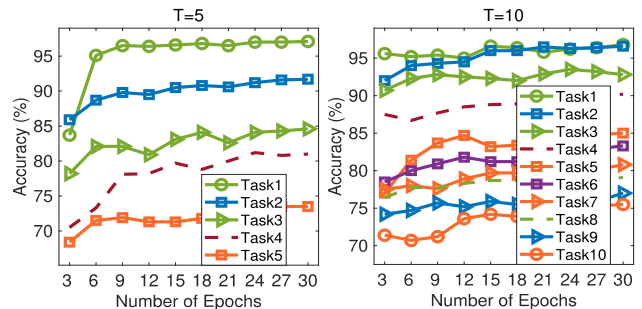 T=5
Accuracy (%)
95
90
85
80
75
70
3 6 9 12 15 18 21 24 27 30
Number of Epochs
Task1
Task2
Task3
Task4
Task5
T=10
Accuracy (%)
95
90
85
80
75
70
3 6 9 12 15 18 21 24 27 30
Number of Epochs
Task1
Task2
Task3
Task4
Task5
Task6
Task7
Task8
Task9
Task10